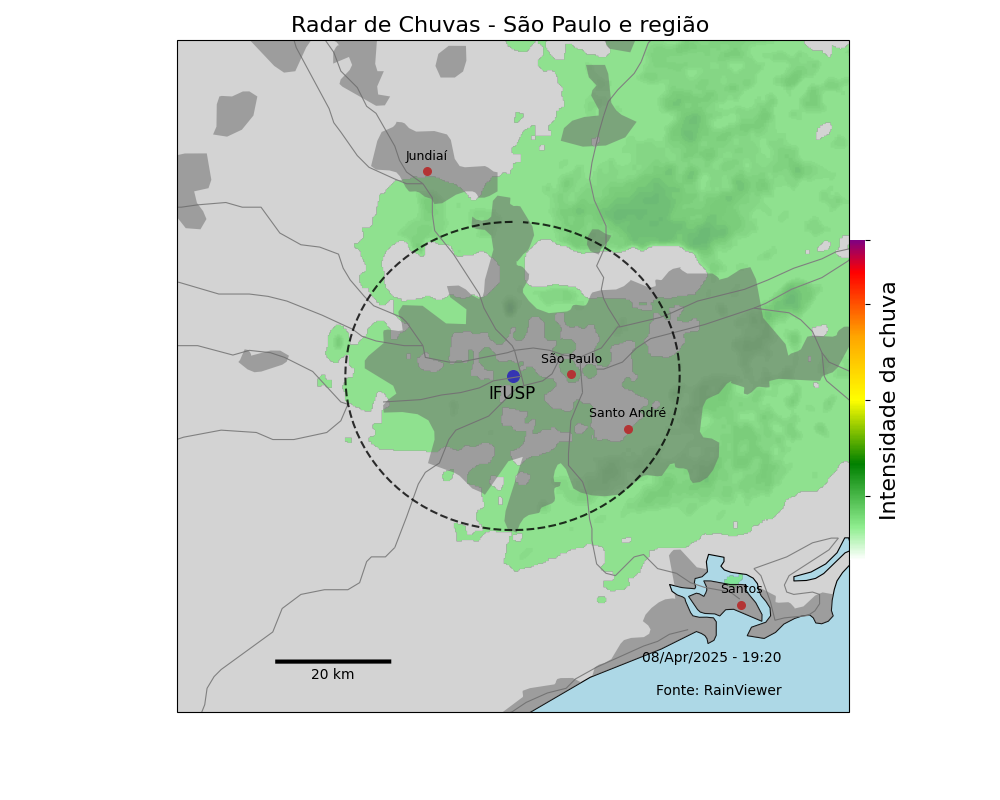 Radar de Chuvas - São Paulo e região
Jundiaí
São Paulo
IFUSP
Santo André
Santos
20 km
08/Apr/2025 - 19:20
Fonte: RainViewer
Intensidade da chuva